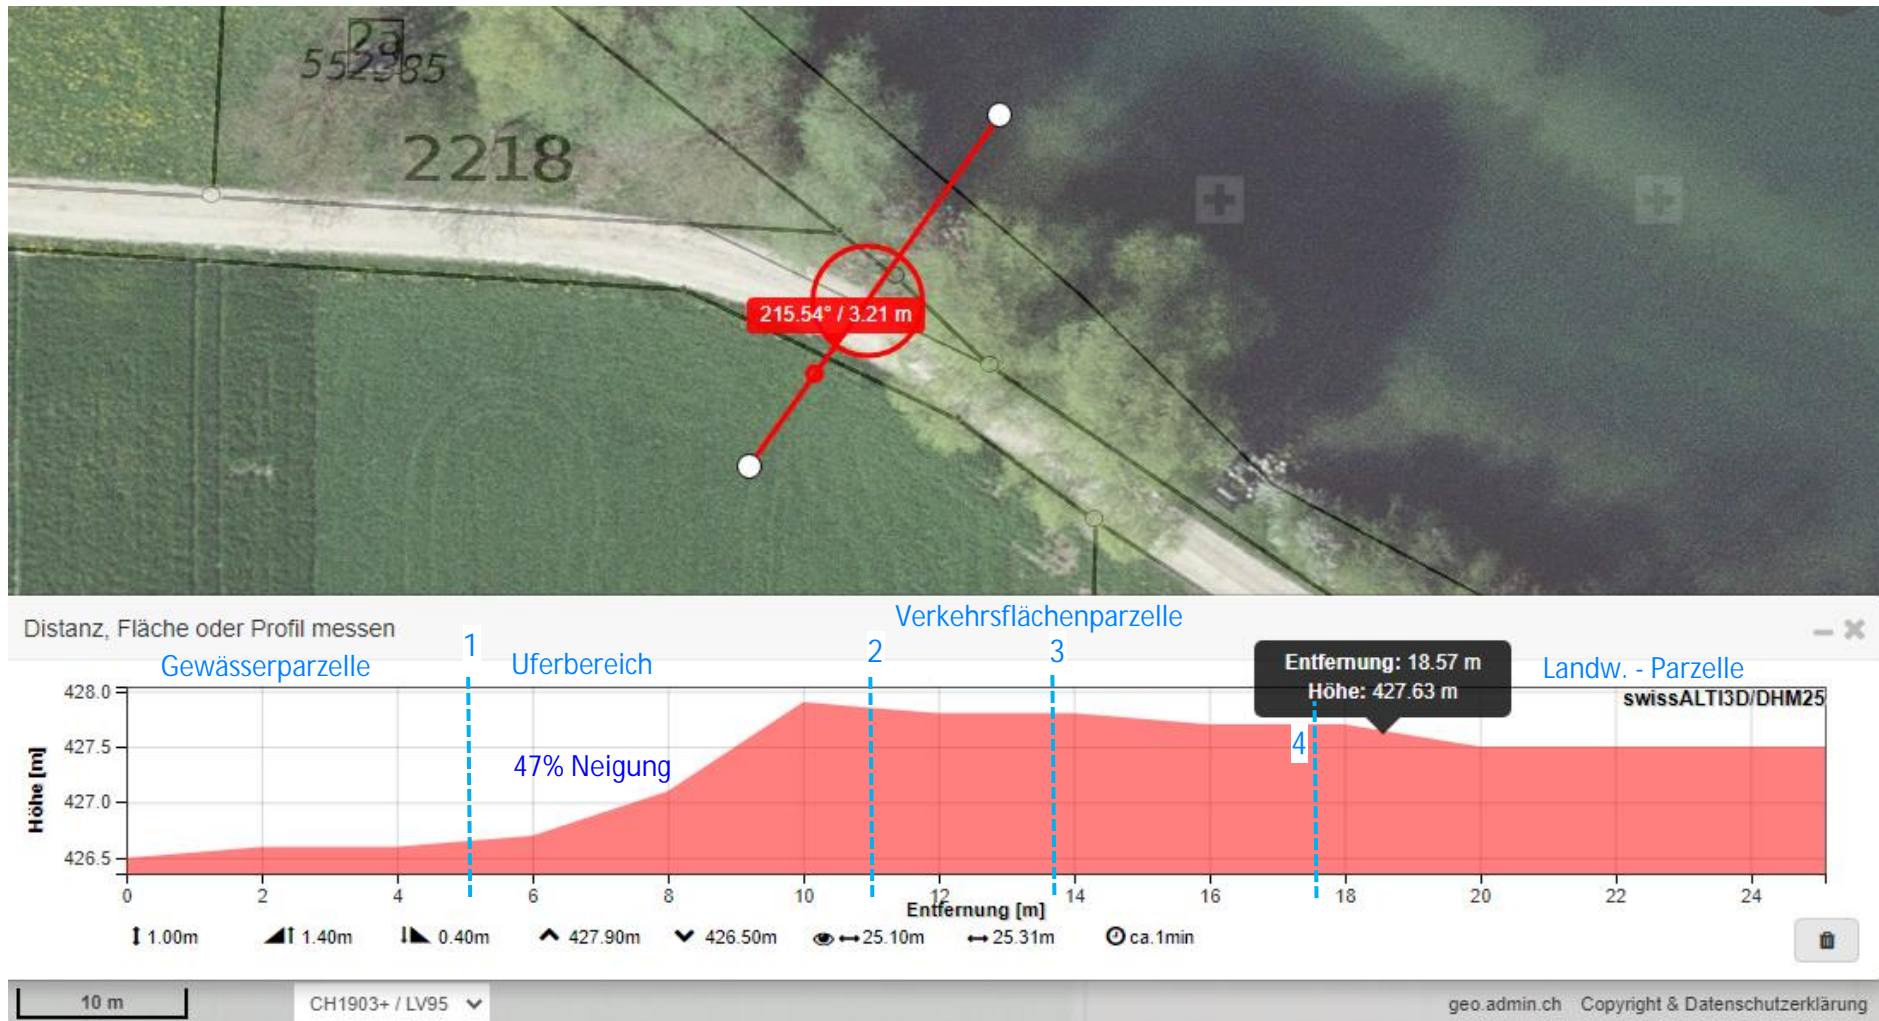 23
552385
2218
215.54° / 3.21 m
Distanz, Fläche oder Profil messen
Verkehrsflächenparzelle
Gewässerparzelle
1
Uferbereich
2
3
Entfernung: 18.57 m
Höhe: 427.63 m
Landw. - Parzelle
swissALTI3D/DHM25
428.0
427.5
427.0
426.5
Höhe [m]
47% Neigung
4
0 2 4 6 8 10 12 14 16 18 20 22 24
Entfernung [m]
1.00m 1.40m 0.40m 427.90m 426.50m 25.10m 25.31m ca.1min
10 m
CH1903+ / LV95
geo.admin.ch Copyright & Datenschutzerklärung